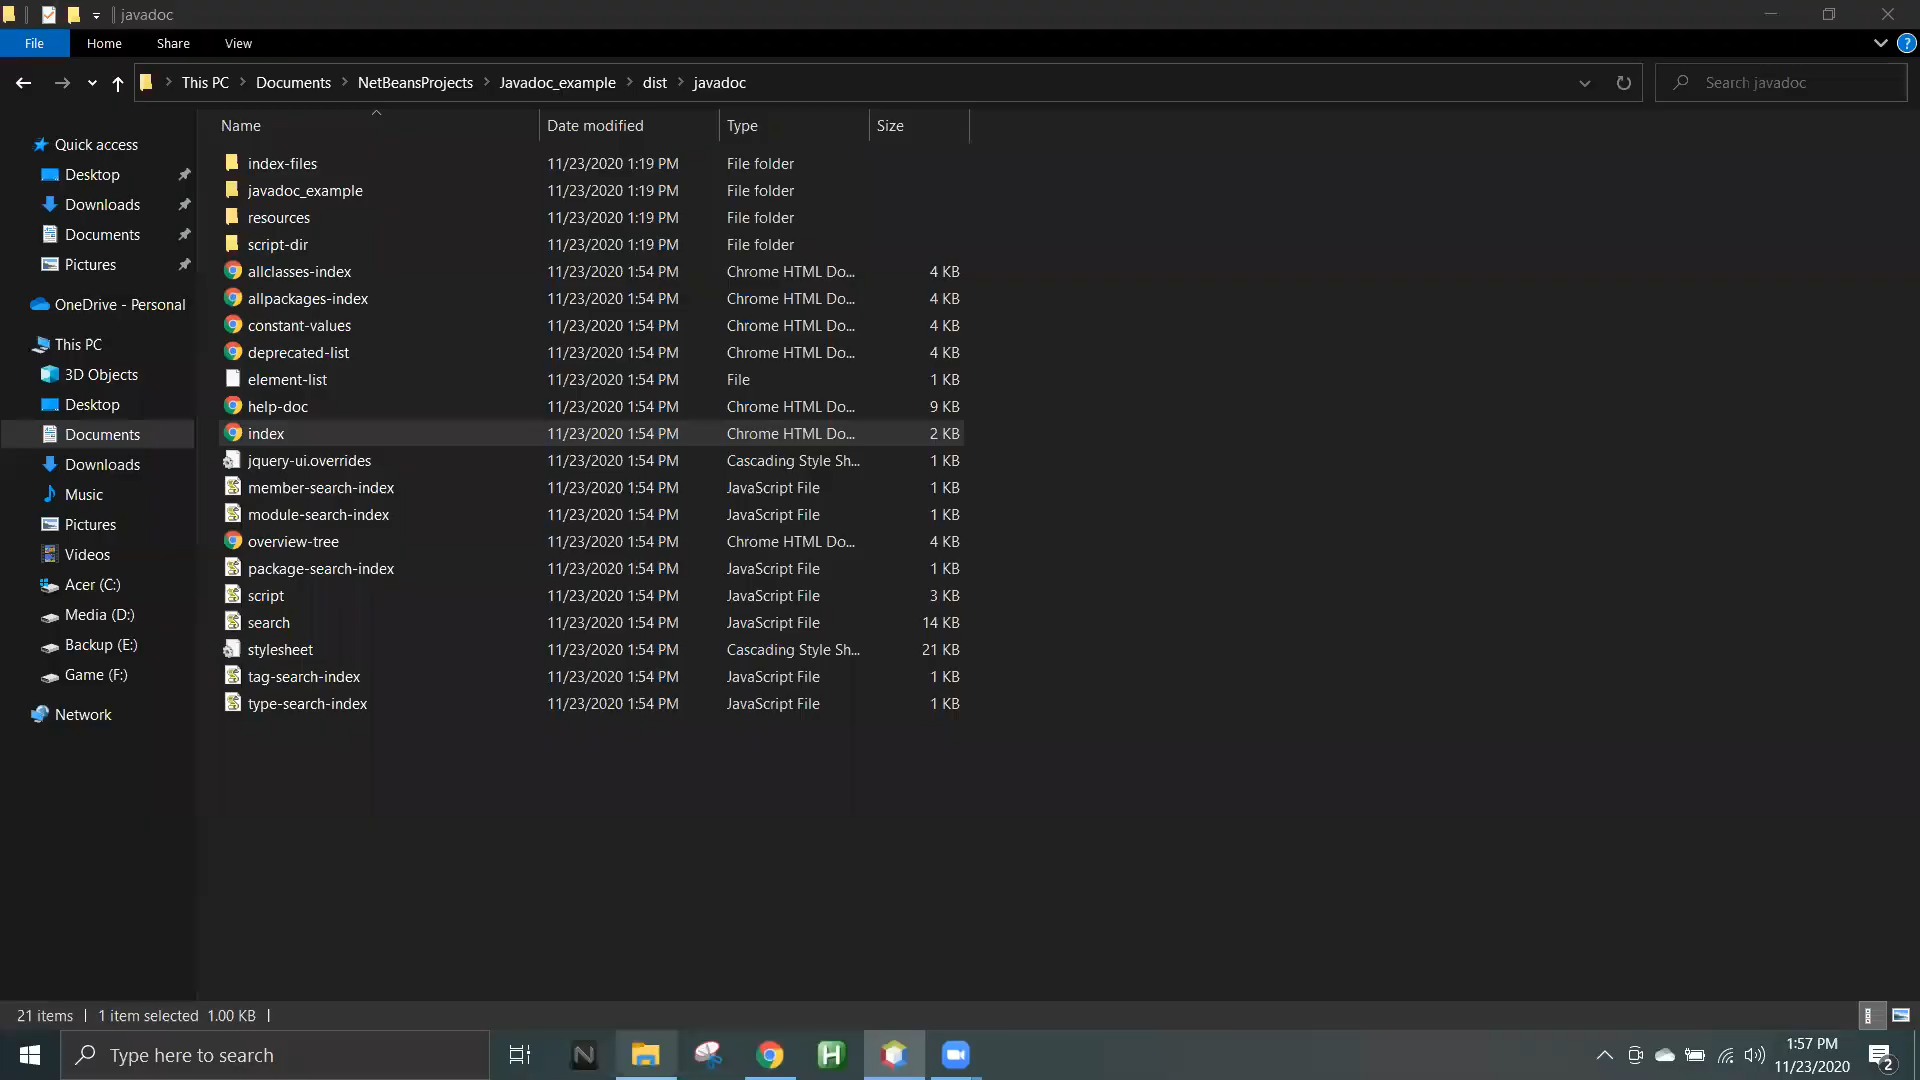 javadoc
File Home Share View
This PC Documents NetBeansProjects Javadoc_example dist javadoc Search javadoc
Name Date modified Type Size
Quick access
Desktop
Downloads
Documents
Pictures
OneDrive - Personal
This PC
3D Objects
Desktop
Documents
Downloads
Music
Pictures
Videos
Acer (C:)
Media (D:)
Backup (E:)
Game (F:)
Network
index-files 11/23/2020 1:19 PM File folder
javadoc_example 11/23/2020 1:19 PM File folder
resources 11/23/2020 1:19 PM File folder
script-dir 11/23/2020 1:19 PM File folder
allclasses-index 11/23/2020 1:54 PM Chrome HTML Do... 4 KB
allpackages-index 11/23/2020 1:54 PM Chrome HTML Do... 4 KB
constant-values 11/23/2020 1:54 PM Chrome HTML Do... 4 KB
deprecated-list 11/23/2020 1:54 PM Chrome HTML Do... 4 KB
element-list 11/23/2020 1:54 PM File 1 KB
help-doc 11/23/2020 1:54 PM Chrome HTML Do... 9 KB
index 11/23/2020 1:54 PM Chrome HTML Do... 2 KB
jquery-ui.overrides 11/23/2020 1:54 PM Cascading Style Sh... 1 KB
member-search-index 11/23/2020 1:54 PM JavaScript File 1 KB
module-search-index 11/23/2020 1:54 PM JavaScript File 1 KB
overview-tree 11/23/2020 1:54 PM Chrome HTML Do... 4 KB
package-search-index 11/23/2020 1:54 PM JavaScript File 1 KB
script 11/23/2020 1:54 PM JavaScript File 3 KB
search 11/23/2020 1:54 PM JavaScript File 14 KB
stylesheet 11/23/2020 1:54 PM Cascading Style Sh... 21 KB
tag-search-index 11/23/2020 1:54 PM JavaScript File 1 KB
type-search-index 11/23/2020 1:54 PM JavaScript File 1 KB
21 items 1 item selected 1.00 KB
Type here to search
1:57 PM
11/23/2020
2